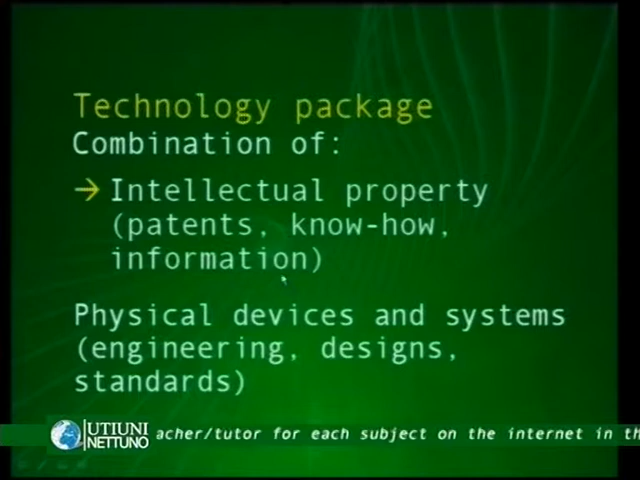 Technology package
Combination of:
→ Intellectual property
(patents, know-how,
information)
Physical devices and systems
(engineering, designs,
standards)
UTIUNI
NETTUNO
acher/tutor for each subject on the internet in th